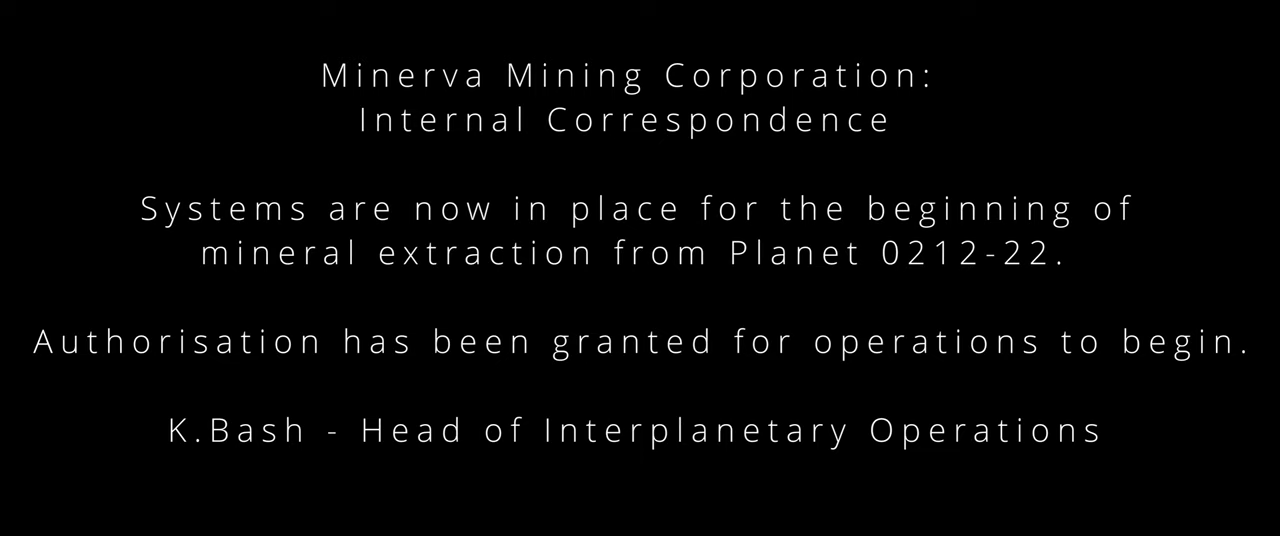 Minerva Mining Corporation:
Internal Correspondence
Systems are now in place for the beginning of
mineral extraction from Planet 0212-22.
Authorisation has been granted for operations to begin.
K.Bash - Head of Interplanetary Operations